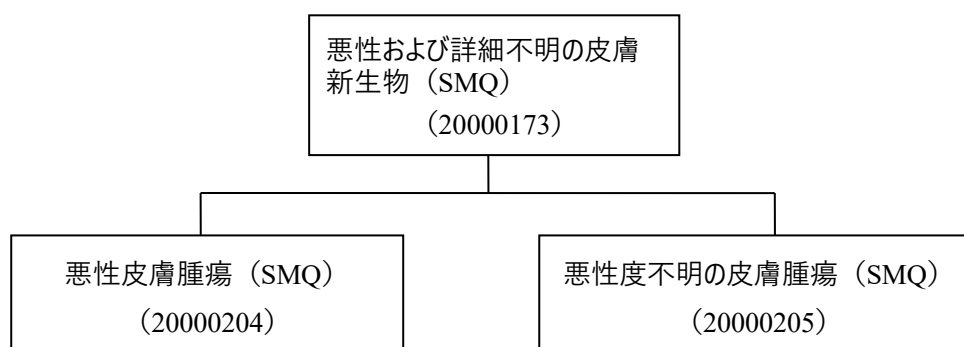 悪性および詳細不明の皮膚
新生物（SMQ）
（20000173）
悪性皮膚腫瘍（SMQ）
（20000204）
悪性度不明の皮膚腫瘍（SMQ）
（20000205）